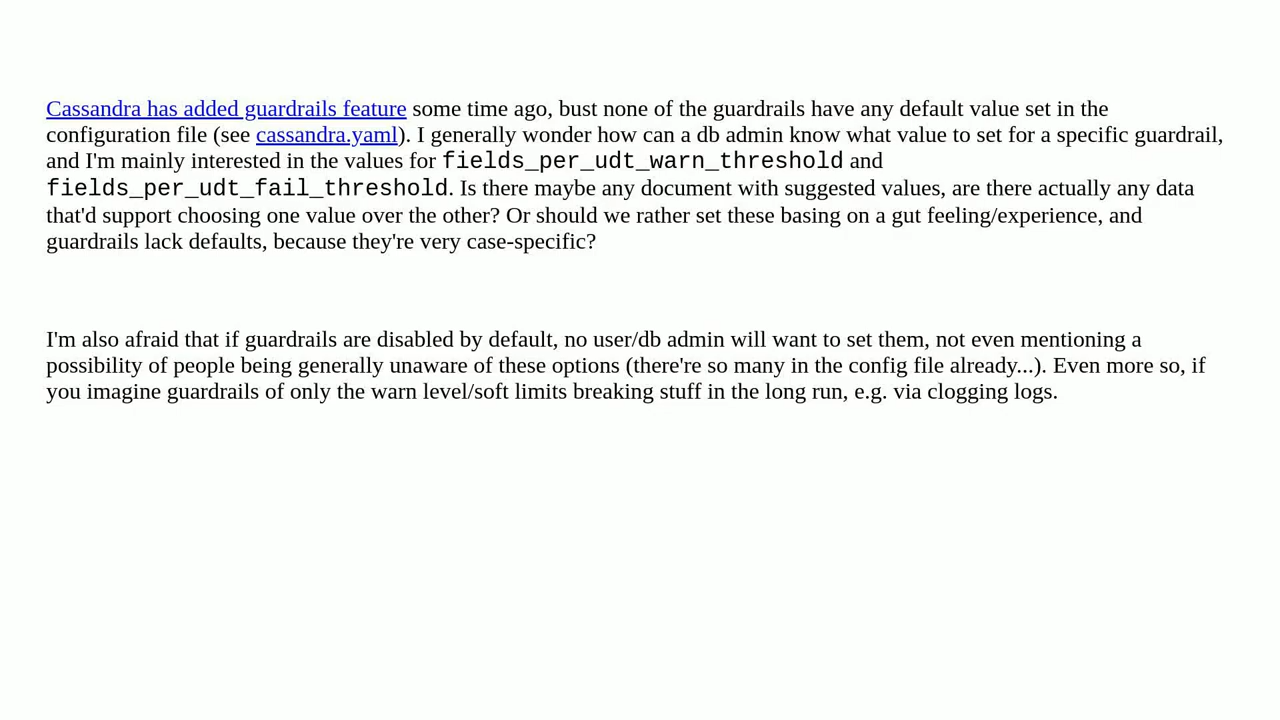 Cassandra has added guardrails feature some time ago, bust none of the guardrails have any default value set in the
configuration file (see cassandra.yaml). I generally wonder how can a db admin know what value to set for a specific guardrail,
and I'm mainly interested in the values for fields_per_udt_warn_threshold and
fields_per_udt_fail_threshold. Is there maybe any document with suggested values, are there actually any data
that'd support choosing one value over the other? Or should we rather set these basing on a gut feeling/experience, and
guardrails lack defaults, because they're very case-specific?
I'm also afraid that if guardrails are disabled by default, no user/db admin will want to set them, not even mentioning a
possibility of people being generally unaware of these options (there're so many in the config file already...). Even more so, if
you imagine guardrails of only the warn level/soft limits breaking stuff in the long run, e.g. via clogging logs.